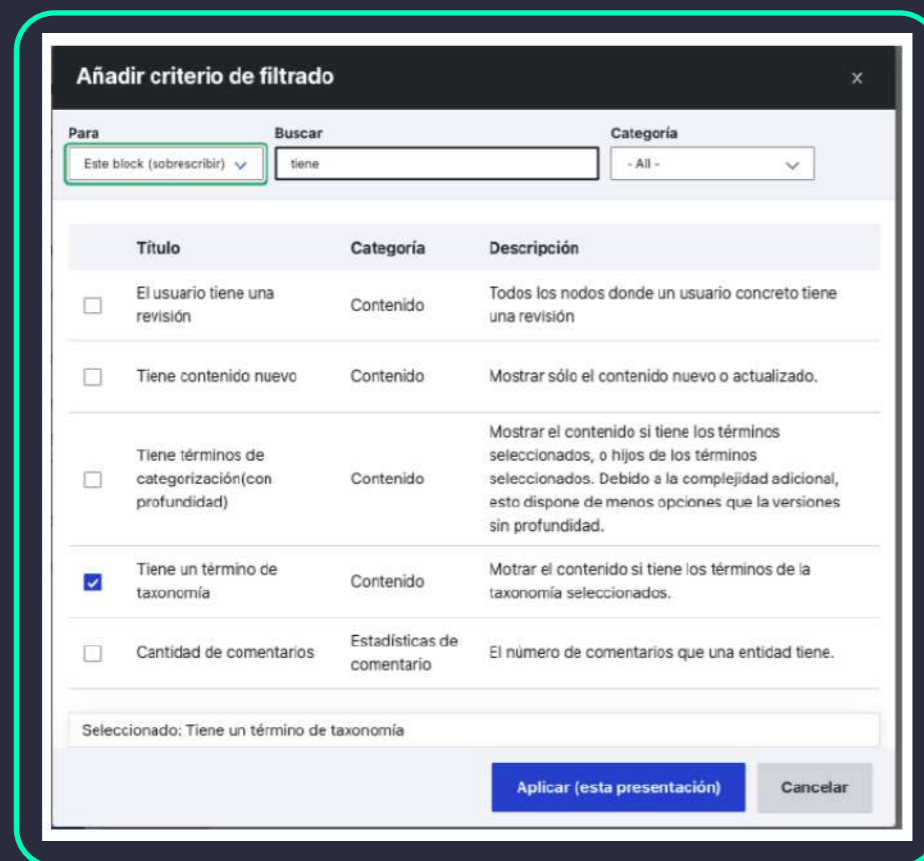 Añadir criterio de filtrado
x
Para
Buscar
Categoría
Este block (sobrescribir)
tiene
- All -
Título
Categoría
Descripción
El usuario tiene una
revisión
Contenido
Todos los nodos donde un usuario concreto tiene
una revisión
Tiene contenido nuevo
Contenido
Mostrar sólo el contenido nuevo o actualizado.
Tiene términos de
categorización(con
profundidad)
Contenido
Mostrar el contenido si tiene los términos
seleccionados, o hijos de los términos
seleccionados. Debido a la complejidad adicional,
esto dispone de menos opciones que la versiones
sin profundidad.
Tiene un término de
taxonomía
Contenido
Motrar el contenido si tiene los términos de la
taxonomía seleccionados.
Cantidad de comentarios
Estadísticas de
comentario
El número de comentarios que una entidad tiene.
Seleccionado: Tiene un término de taxonomía
Aplicar (esta presentación)
Cancelar